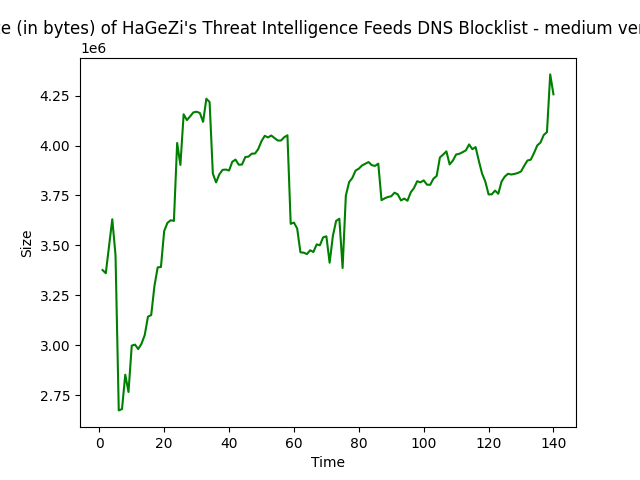 e (in bytes) of HaGeZi's Threat Intelligence Feeds DNS Blocklist - medium ver
1e6
4.25
4.00
3.75
3.50
3.25
3.00
2.75
Size
0 20 40 60 80 100 120 140
Time